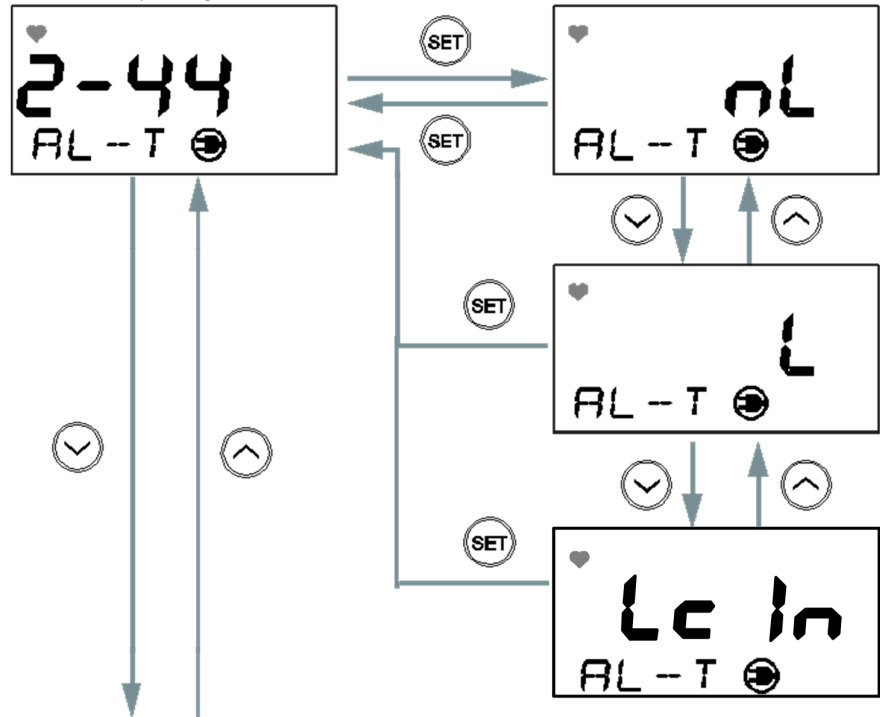 2-44
AL--T
SET
SET
nL
AL--T
SET
L
AL--T
SET
Lc In
AL--T